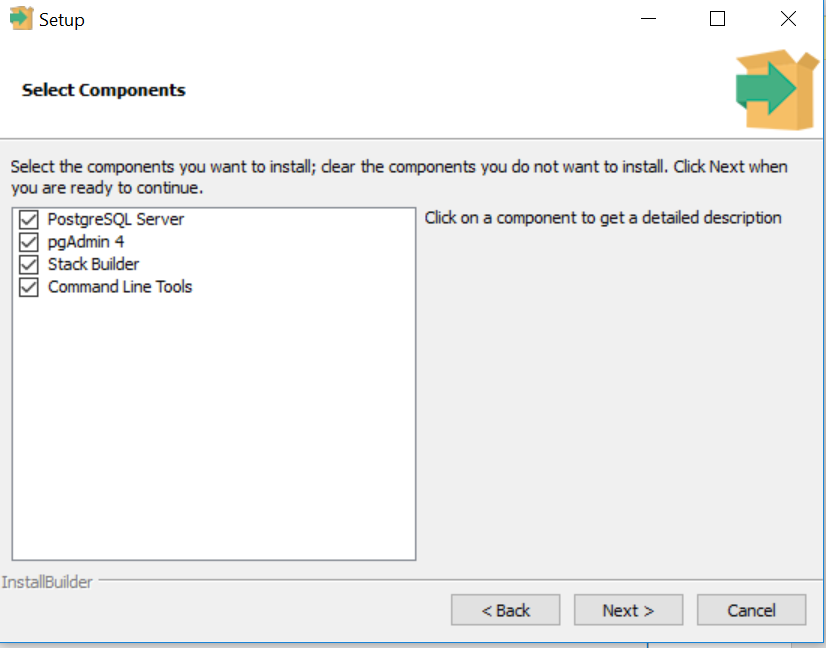 Setup
Select Components
Select the components you want to install; clear the components you do not want to install. Click Next when
you are ready to continue.
PostgreSQL Server
Click on a component to get a detailed description
pgAdmin 4
Stack Builder
Command Line Tools
InstallBuilder
< Back
Next >
Cancel